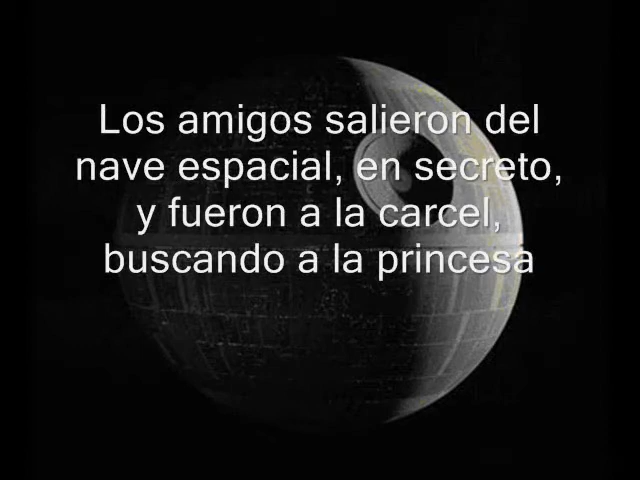 Los amigos salieron del
nave espacial, en secreto,
y fueron a la carcel,
buscando a la princesa